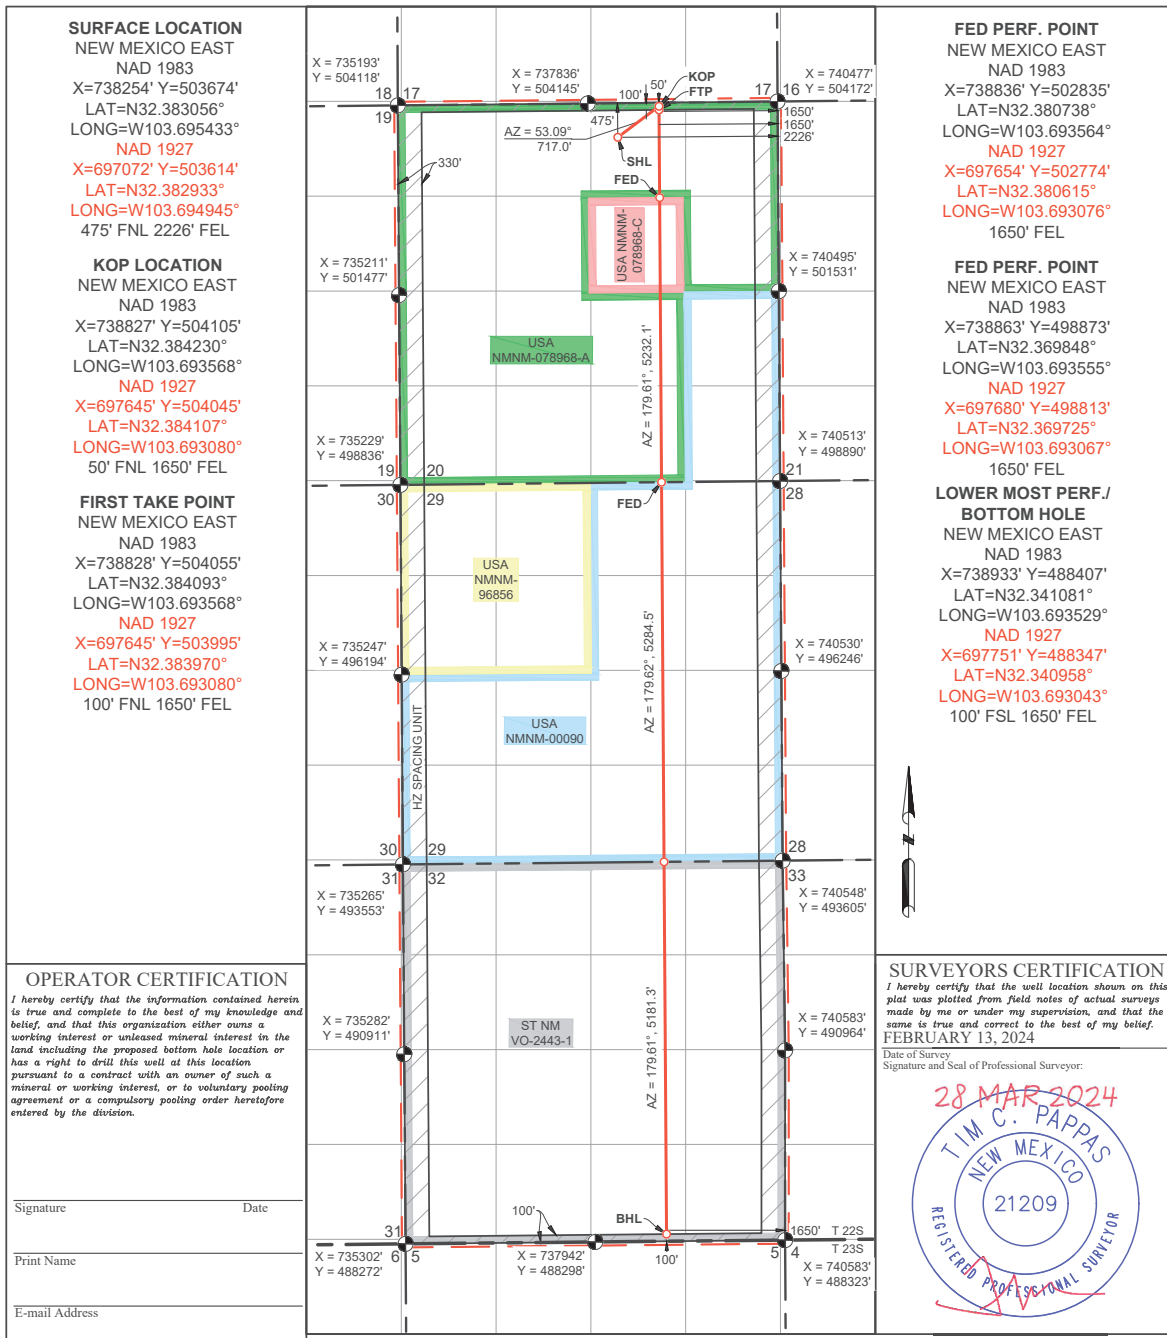 SURFACE LOCATION
NEW MEXICO EAST
NAD 1983
X=738254' Y=503674'
LAT=N32.383056°
LONG=W103.695433°
NAD 1927
X=697072' Y=503614'
LAT=N32.382933°
LONG=W103.694945°
475' FNL 2226' FEL
KOP LOCATION
NEW MEXICO EAST
NAD 1983
X=738827' Y=504105'
LAT=N32.384230°
LONG=W103.693568°
NAD 1927
X=697645' Y=504045'
LAT=N32.384107°
LONG=W103.693080°
50' FNL 1650' FEL
FIRST TAKE POINT
NEW MEXICO EAST
NAD 1983
X=738828' Y=504055'
LAT=N32.384093°
LONG=W103.693568°
NAD 1927
X=697645' Y=503995'
LAT=N32.383970°
LONG=W103.693080°
100' FNL 1650' FEL
OPERATOR CERTIFICATION
I hereby certify that the information contained herein
is true and complete to the best of my knowledge and
belief, and that this organization either owns a
working interest or unleased mineral interest in the
land including the proposed bottom hole location or
has a right to drill this well at this location
pursuant to a contract with an owner of such a
mineral or working interest, or to voluntary pooling
agreement or a compulsory pooling order heretofore
entered by the division.
Signature Date
Print Name
E-mail Address
X = 735193'
Y = 504118'
X = 737836'
Y = 504145'
X = 740477'
Y = 504172'
18 17
19
17 16
50'
KOP
FTP
100'
475'
1650'
1650'
2226'
AZ = 53.09°
717.0'
SHL
330'
FED
USA NMNM-
078968-C
X = 735211'
Y = 501477'
X = 740495'
Y = 501531'
USA
NMNM-078968-A
AZ = 179.61°, 5232.1'
X = 735229'
Y = 498836'
X = 740513'
Y = 498890'
19 20
30 29
21
28
FED
USA
NMNM-
96856
X = 735247'
Y = 496194'
X = 740530'
Y = 496246'
AZ = 179.62°, 5284.5'
USA
NMNM-00090
HZ SPACING UNIT
30 29
31 32
28
33
X = 735265'
Y = 493553'
X = 740548'
Y = 493605'
X = 735282'
Y = 490911'
X = 740583'
Y = 490964'
ST NM
VO-2443-1
AZ = 179.61°, 5181.3'
100'
BHL
1650'
T 22S
T 23S
31
6 5
5 4
100'
X = 735302'
Y = 488272'
X = 737942'
Y = 488298'
X = 740583'
Y = 488323'
FED PERF. POINT
NEW MEXICO EAST
NAD 1983
X=738836' Y=502835'
LAT=N32.380738°
LONG=W103.693564°
NAD 1927
X=697654' Y=502774'
LAT=N32.380615°
LONG=W103.693076°
1650' FEL
FED PERF. POINT
NEW MEXICO EAST
NAD 1983
X=738863' Y=498873'
LAT=N32.369848°
LONG=W103.693555°
NAD 1927
X=697680' Y=498813'
LAT=N32.369725°
LONG=W103.693067°
1650' FEL
LOWER MOST PERF./
BOTTOM HOLE
NEW MEXICO EAST
NAD 1983
X=738933' Y=488407'
LAT=N32.341081°
LONG=W103.693529°
NAD 1927
X=697751' Y=488347'
LAT=N32.340958°
LONG=W103.693043°
100' FSL 1650' FEL
N
SURVEYORS CERTIFICATION
I hereby certify that the well location shown on this
plat was plotted from field notes of actual surveys
made by me or under my supervision, and that the
same is true and correct to the best of my belief.
FEBRUARY 13, 2024
Date of Survey
Signature and Seal of Professional Surveyor:
28 MAR 2024
TIM C. PAPPAS
NEW MEXICO
21209
REGISTERED PROFESSIONAL SURVEYOR